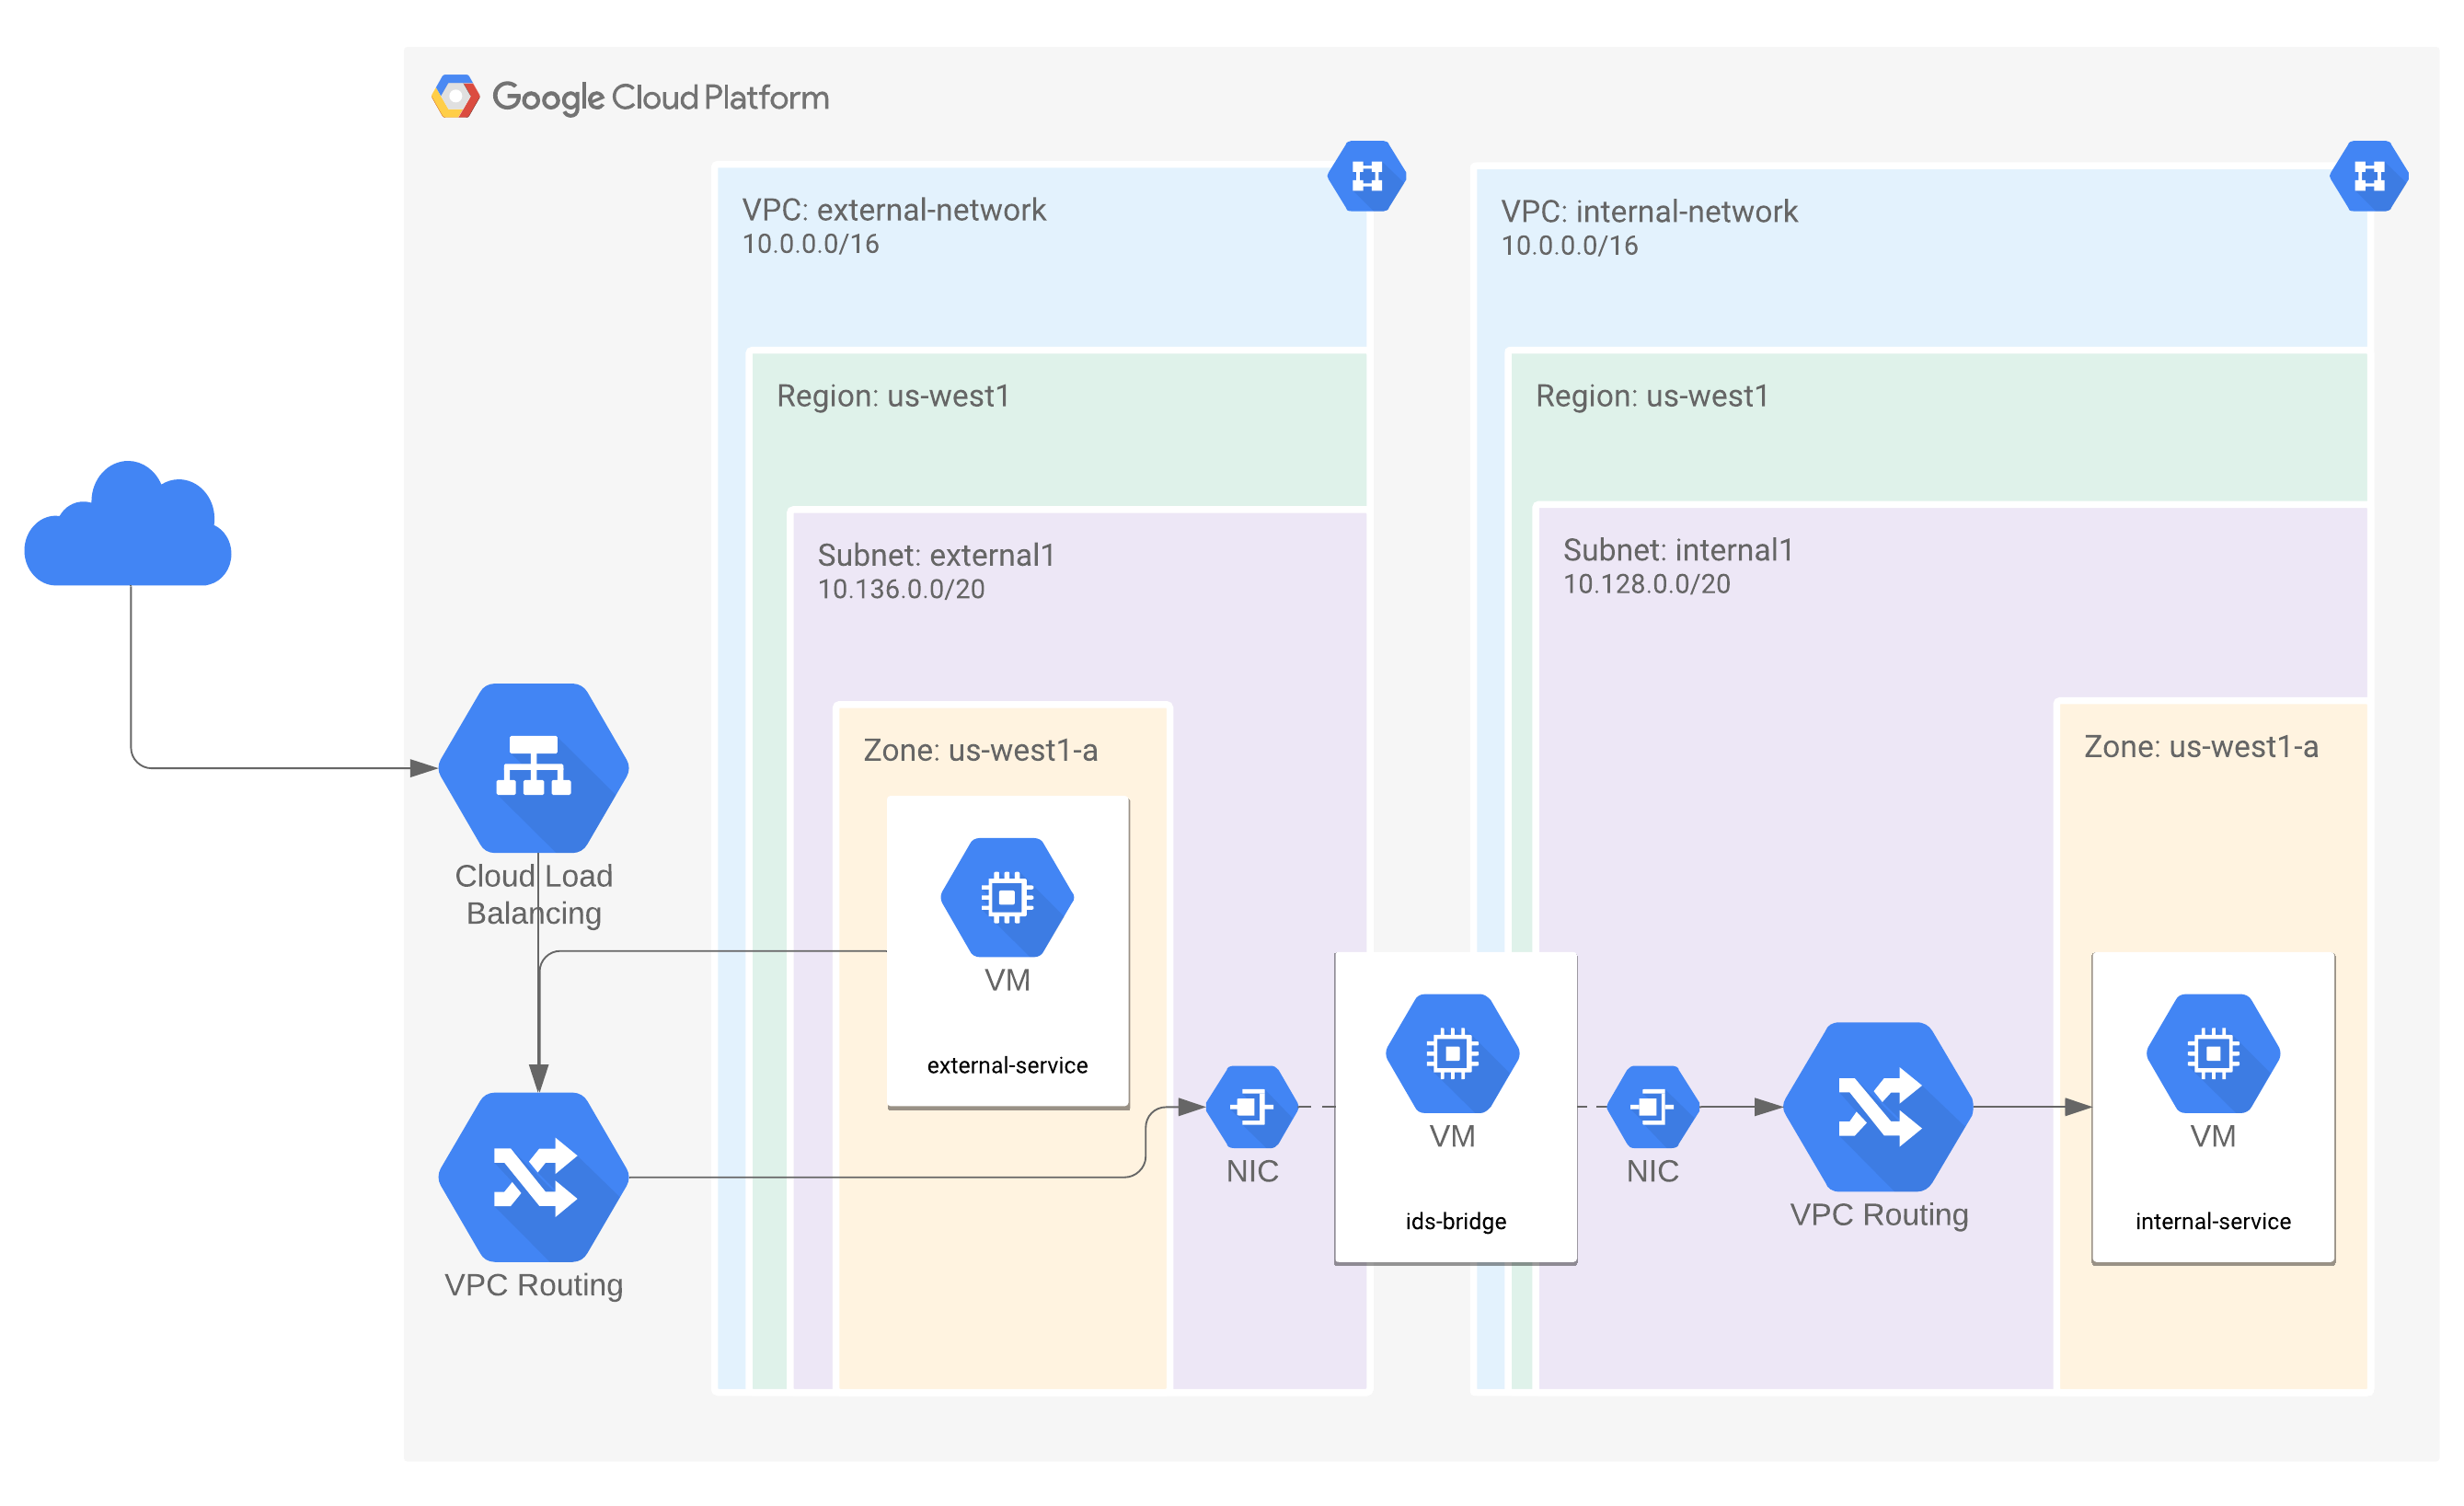 Google Cloud Platform
VPC: external-network
10.0.0.0/16
Region: us-west1
Subnet: external1
10.136.0.0/20
Zone: us-west1-a
VM
external-service
Cloud Load
Balancing
VPC Routing
NIC
VM
ids-bridge
VPC: internal-network
10.0.0.0/16
Region: us-west1
Subnet: internal1
10.128.0.0/20
NIC
VPC Routing
Zone: us-west1-a
VM
internal-service